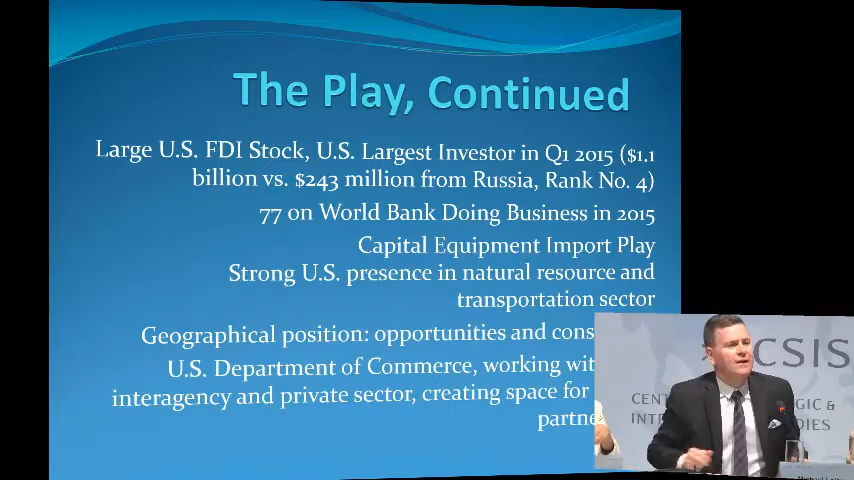 The Play, Continued
Large U.S. FDI Stock, U.S. Largest Investor in Q1 2015 ($1.1
billion vs. $243 million from Russia, Rank No. 4)
77 on World Bank Doing Business in 2015
Capital Equipment Import Play
Strong U.S. presence in natural resource and
transportation sector
Geographical position: opportunities and cons
U.S. Department of Commerce, working wit
interagency and private sector, creating space for
partne
CSIS
CENT GIC &
INTE DIES
Michael